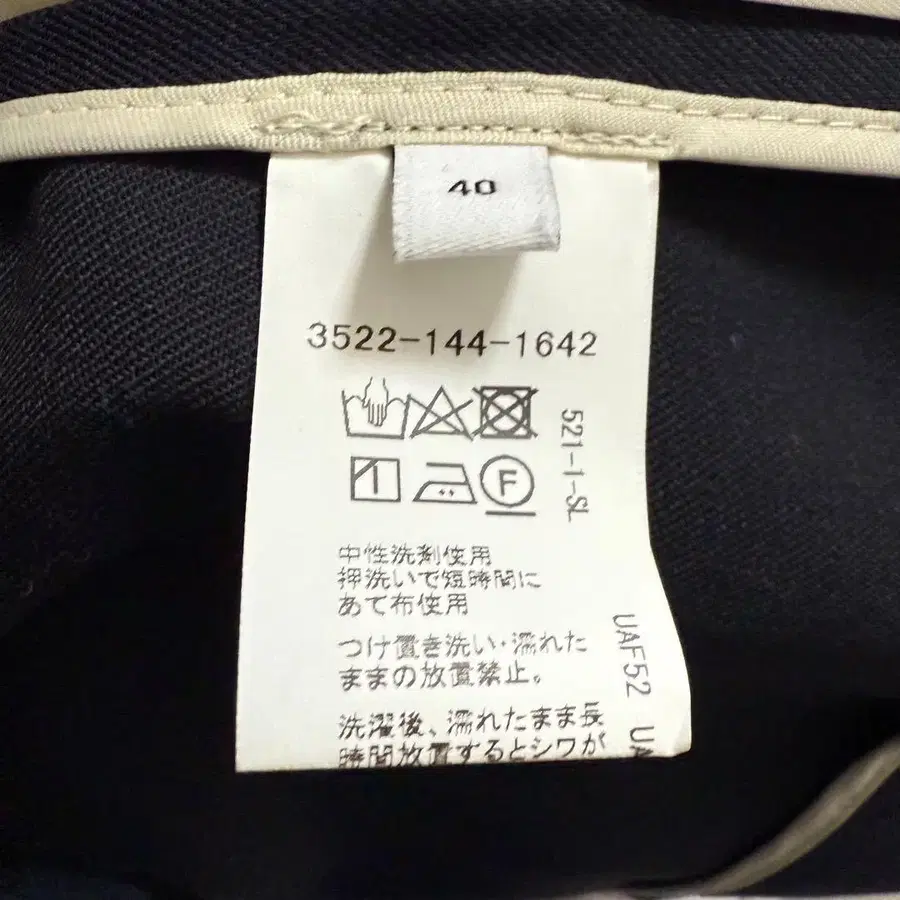 40
3522-144-1642
F
521-1-SL
中性洗剤使用
押洗いで短時間に
あて布使用
つけ置き洗い・濡れた
ままの放置禁止。
洗濯後、濡れたまま長
時間放置するとシワが
UAF52 UA